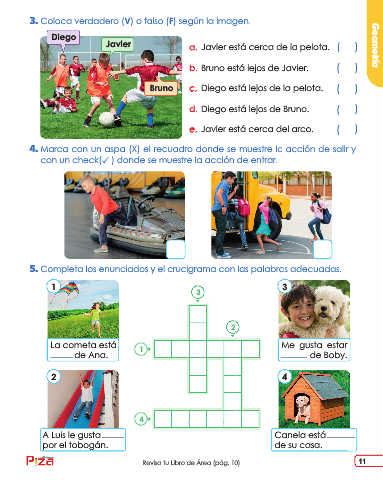 3. Coloca verdadero (V) o falso (F) según la imagen.
Diego
Javier
Bruno
a. Javier está cerca de la pelota. ( )
b. Bruno está lejos de Javier. ( )
c. Diego está lejos de la pelota. ( )
d. Diego está lejos de Bruno. ( )
e. Javier está cerca del arco. ( )
Geometría
4. Marca con un aspa (X) el recuadro donde se muestre la acción de salir y
con un check(✓) donde se muestre la acción de entrar.
5. Completa los enunciados y el crucigrama con las palabras adecuadas.
1
La cometa está
____ de Ana.
2
A Luis le gusta ____
por el tobogán.
3
2
1
4
3
Me gusta estar
____ de Boby.
4
Canela está ____
de su casa.
Piza
Revisa tu Libro de Área (pág. 10)
11